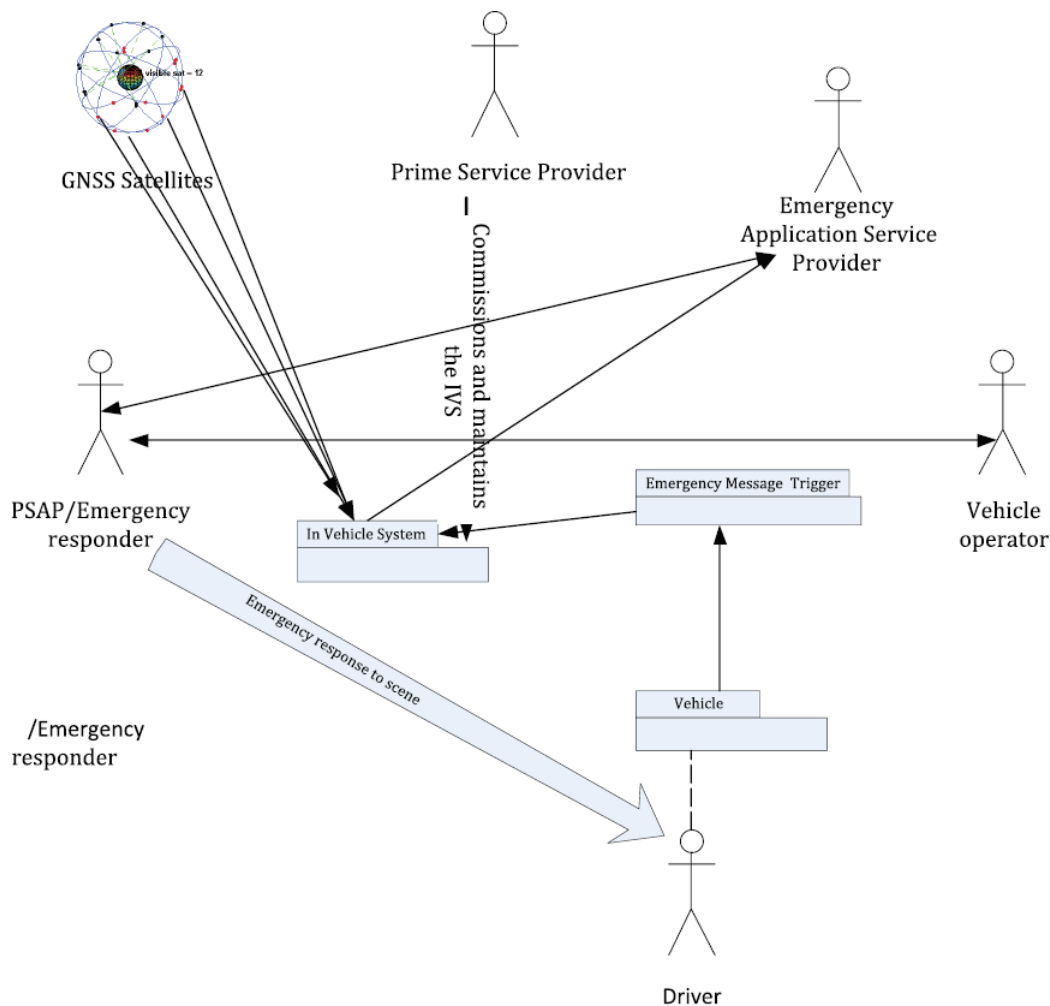 visible sat - 12
GNSS Satellites
Prime Service Provider
Emergency
Application Service
Provider
Commissions and maintains
the IVS
PSAP/Emergency
responder
Vehicle
operator
Emergency Message Trigger
In Vehicle System
Emergency response to scene
Vehicle
/Emergency
responder
Driver